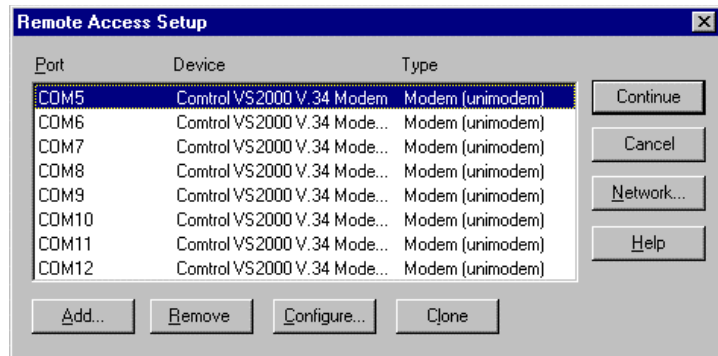 Remote Access Setup
Port Device Type
COM5 Comtrol VS2000 V.34 Modem Modem (unimodem)
COM6 Comtrol VS2000 V.34 Mode... Modem (unimodem)
COM7 Comtrol VS2000 V.34 Mode... Modem (unimodem)
COM8 Comtrol VS2000 V.34 Mode... Modem (unimodem)
COM9 Comtrol VS2000 V.34 Mode... Modem (unimodem)
COM10 Comtrol VS2000 V.34 Mode... Modem (unimodem)
COM11 Comtrol VS2000 V.34 Mode... Modem (unimodem)
COM12 Comtrol VS2000 V.34 Mode... Modem (unimodem)
Continue
Cancel
Network...
Help
Add... Remove Configure... Clone